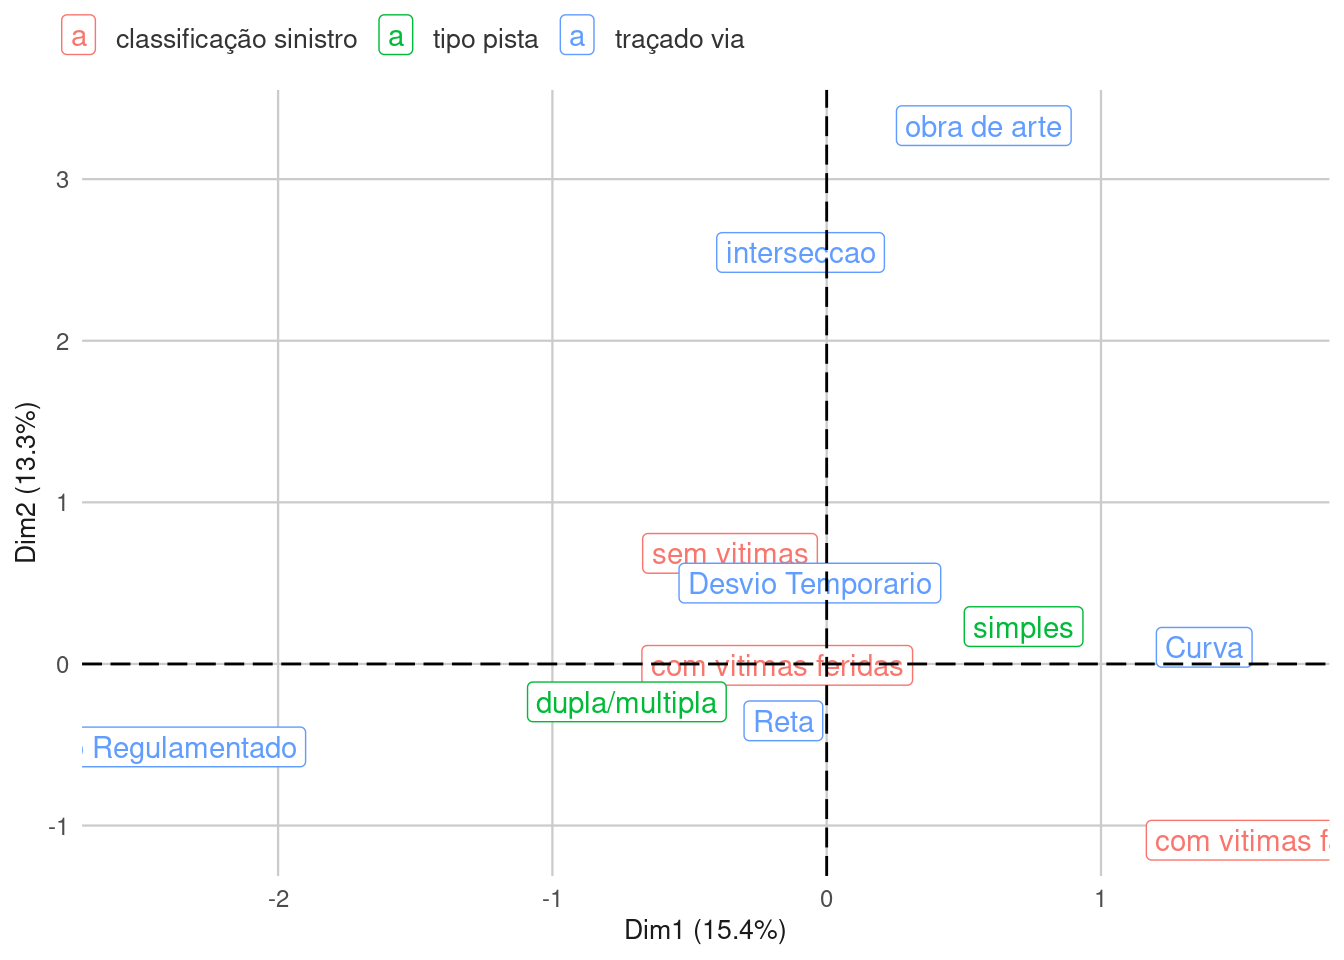 a classificação sinistro a tipo pista a traçado via
obra de arte
3
interseccao
2
Dim2 (13.3%)
1
sem vitimas
Desvio Temporario
simples
Curva
0
com vitimas feridas
dupla/multipla
Reta
Regulamentado
-1
com vitimas
-2 -1 0 1
Dim1 (15.4%)